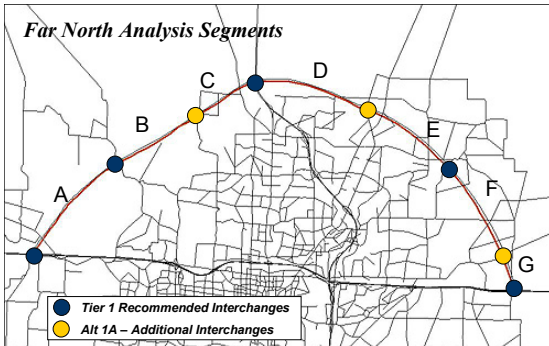 Far North Analysis Segments
D
C
B
E
A
F
G
Tier 1 Recommended Interchanges
Alt 1A – Additional Interchanges